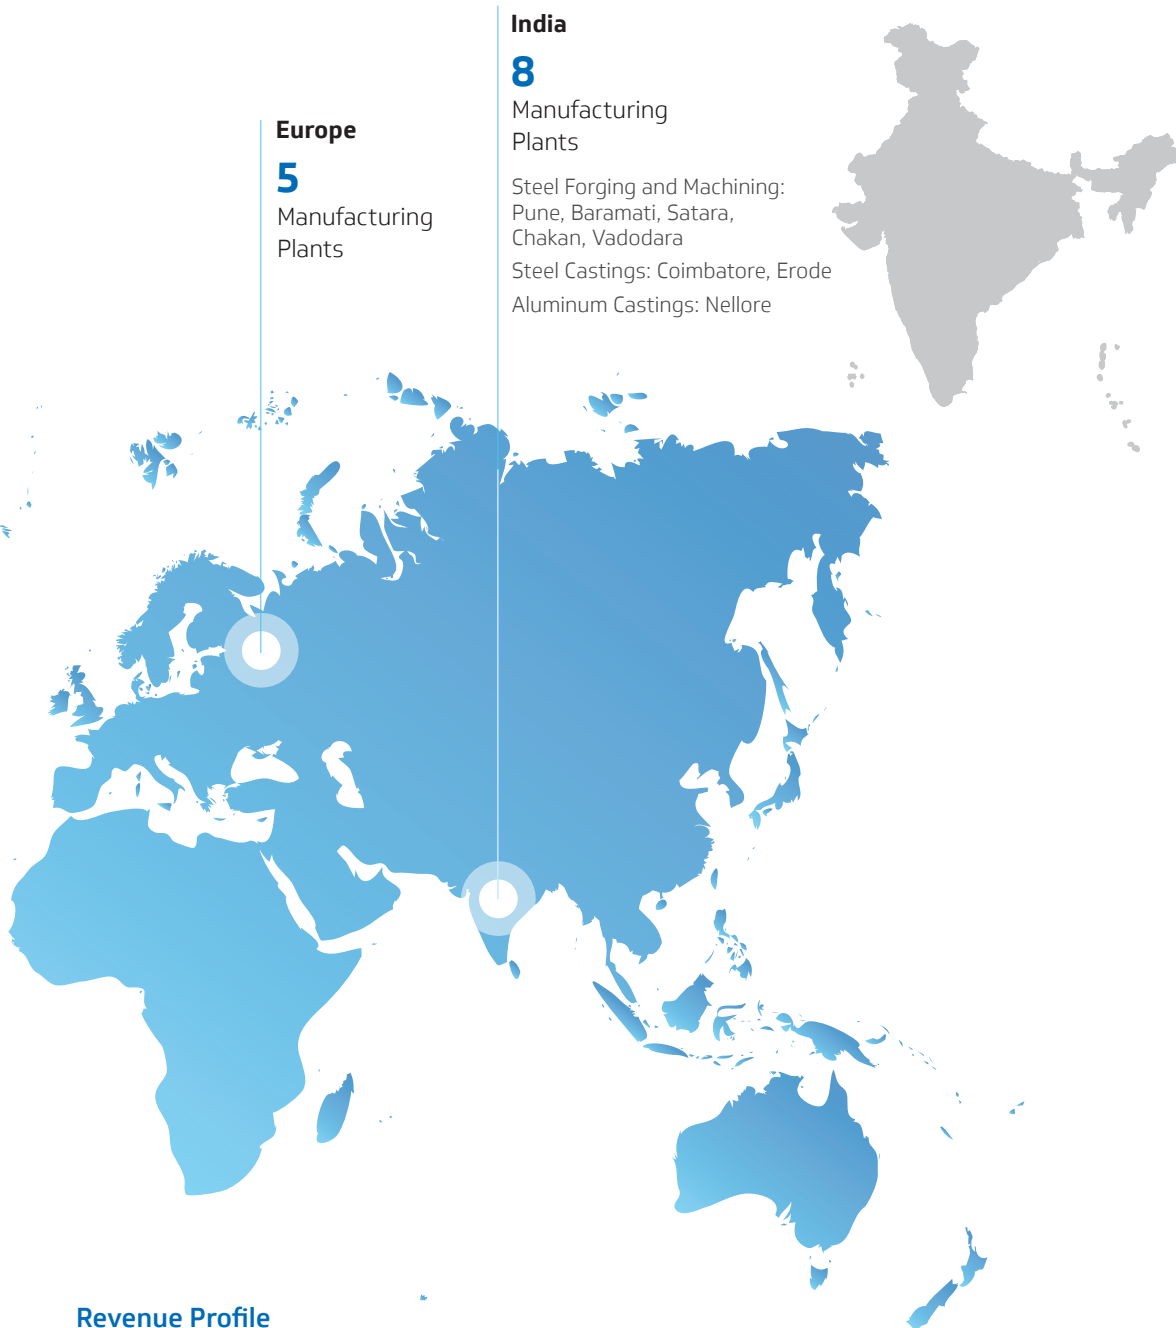 India
8
Manufacturing
Plants
Steel Forging and Machining:
Pune, Baramati, Satara,
Chakan, Vadodara
Steel Castings: Coimbatore, Erode
Aluminum Castings: Nellore
Europe
5
Manufacturing
Plants
Revenue Profile